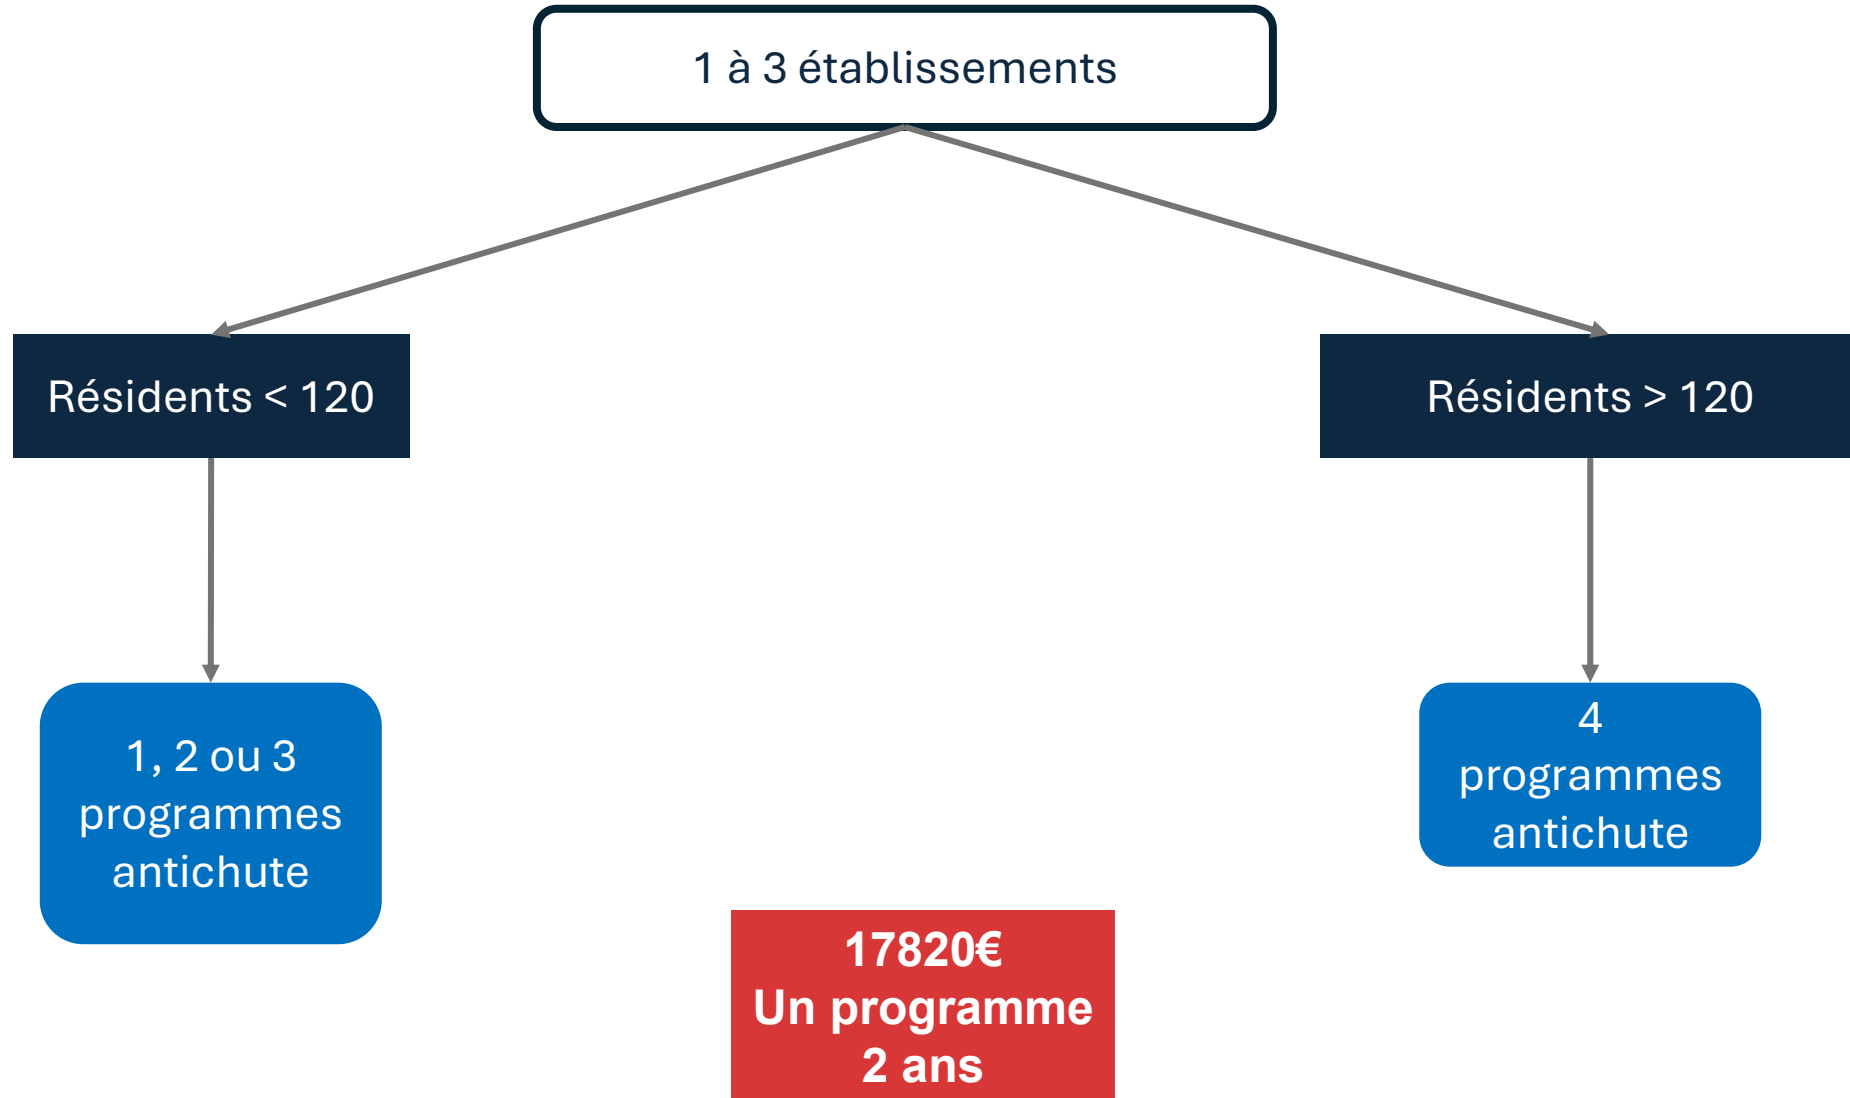 1 à 3 établissements
Résidents < 120
Résidents > 120
1, 2 ou 3
programmes
antichute
4
programmes
antichute
17820€
Un programme
2 ans